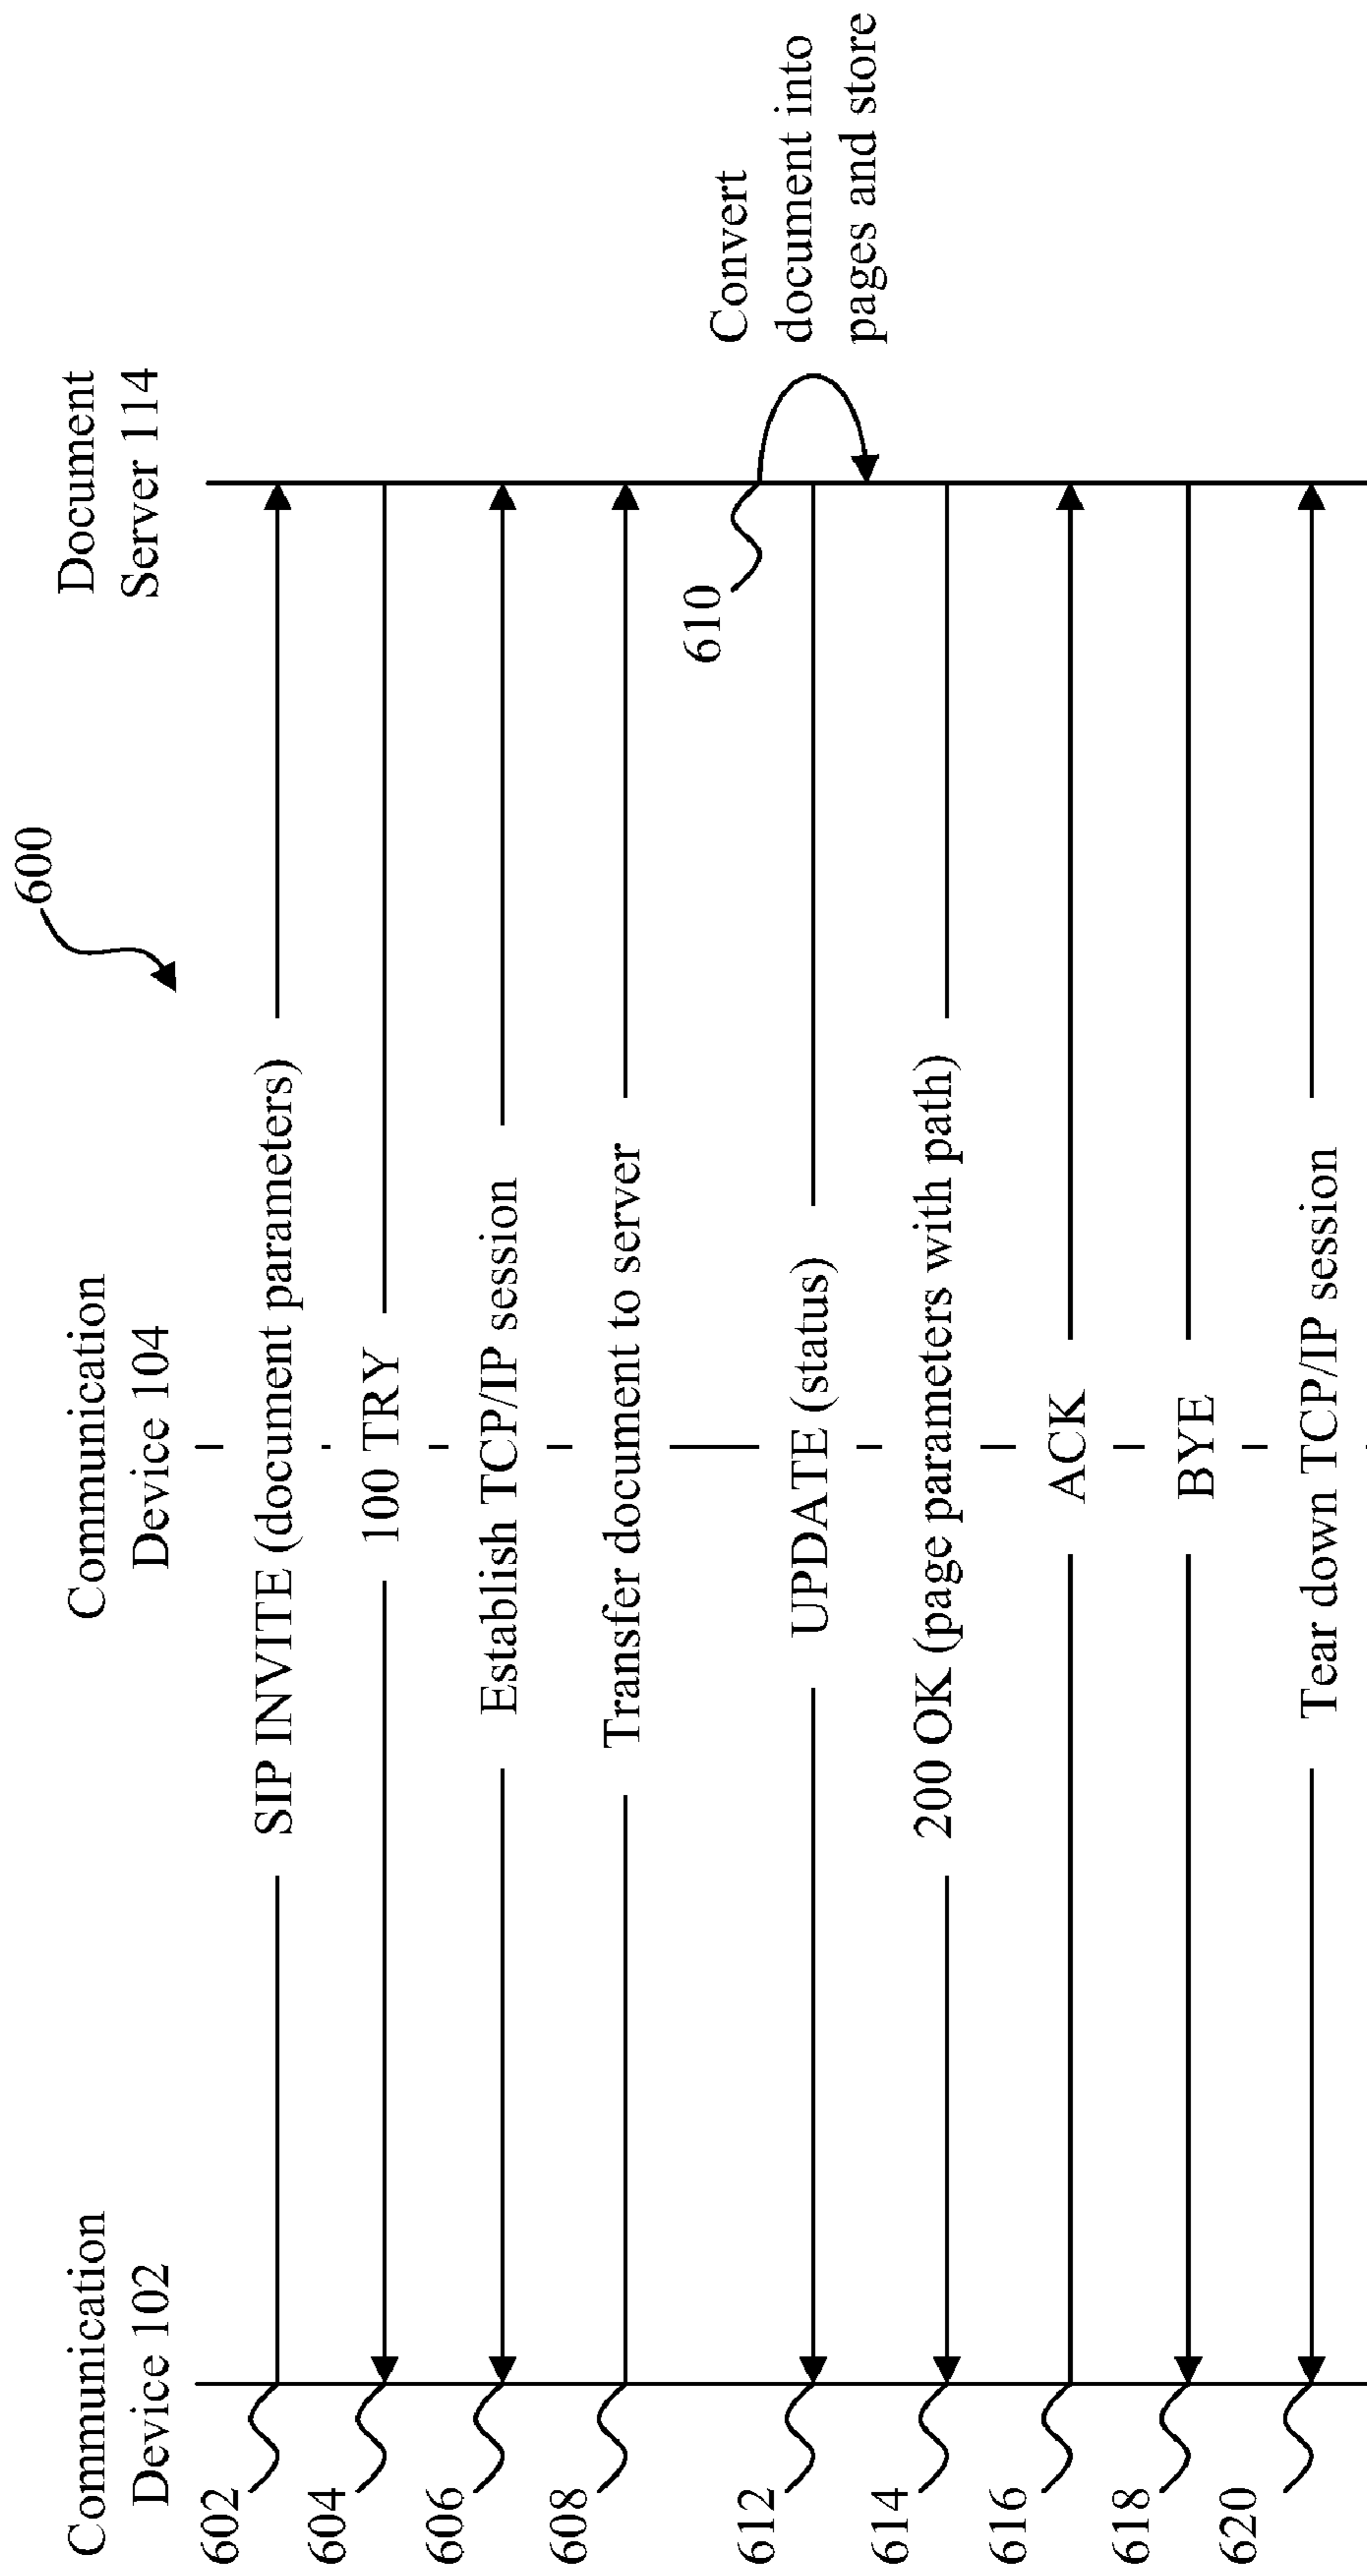 600
Communication
Device 102
Communication
Device 104
Document
Server 114
602
SIP INVITE (document parameters)
604
100 TRY
606
Establish TCP/IP session
608
Transfer document to server
610
Convert
document into
pages and store
612
UPDATE (status)
614
200 OK (page parameters with path)
616
ACK
618
BYE
620
Tear down TCP/IP session